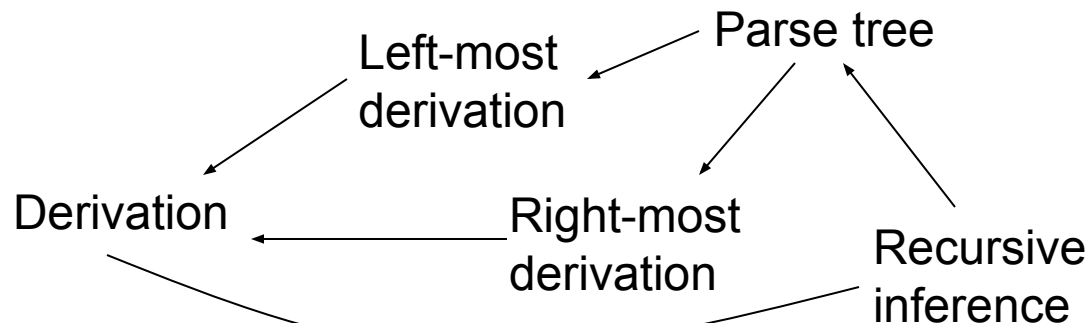 Parse tree
Left-most
derivation
Derivation
Right-most
derivation
Recursive
inference